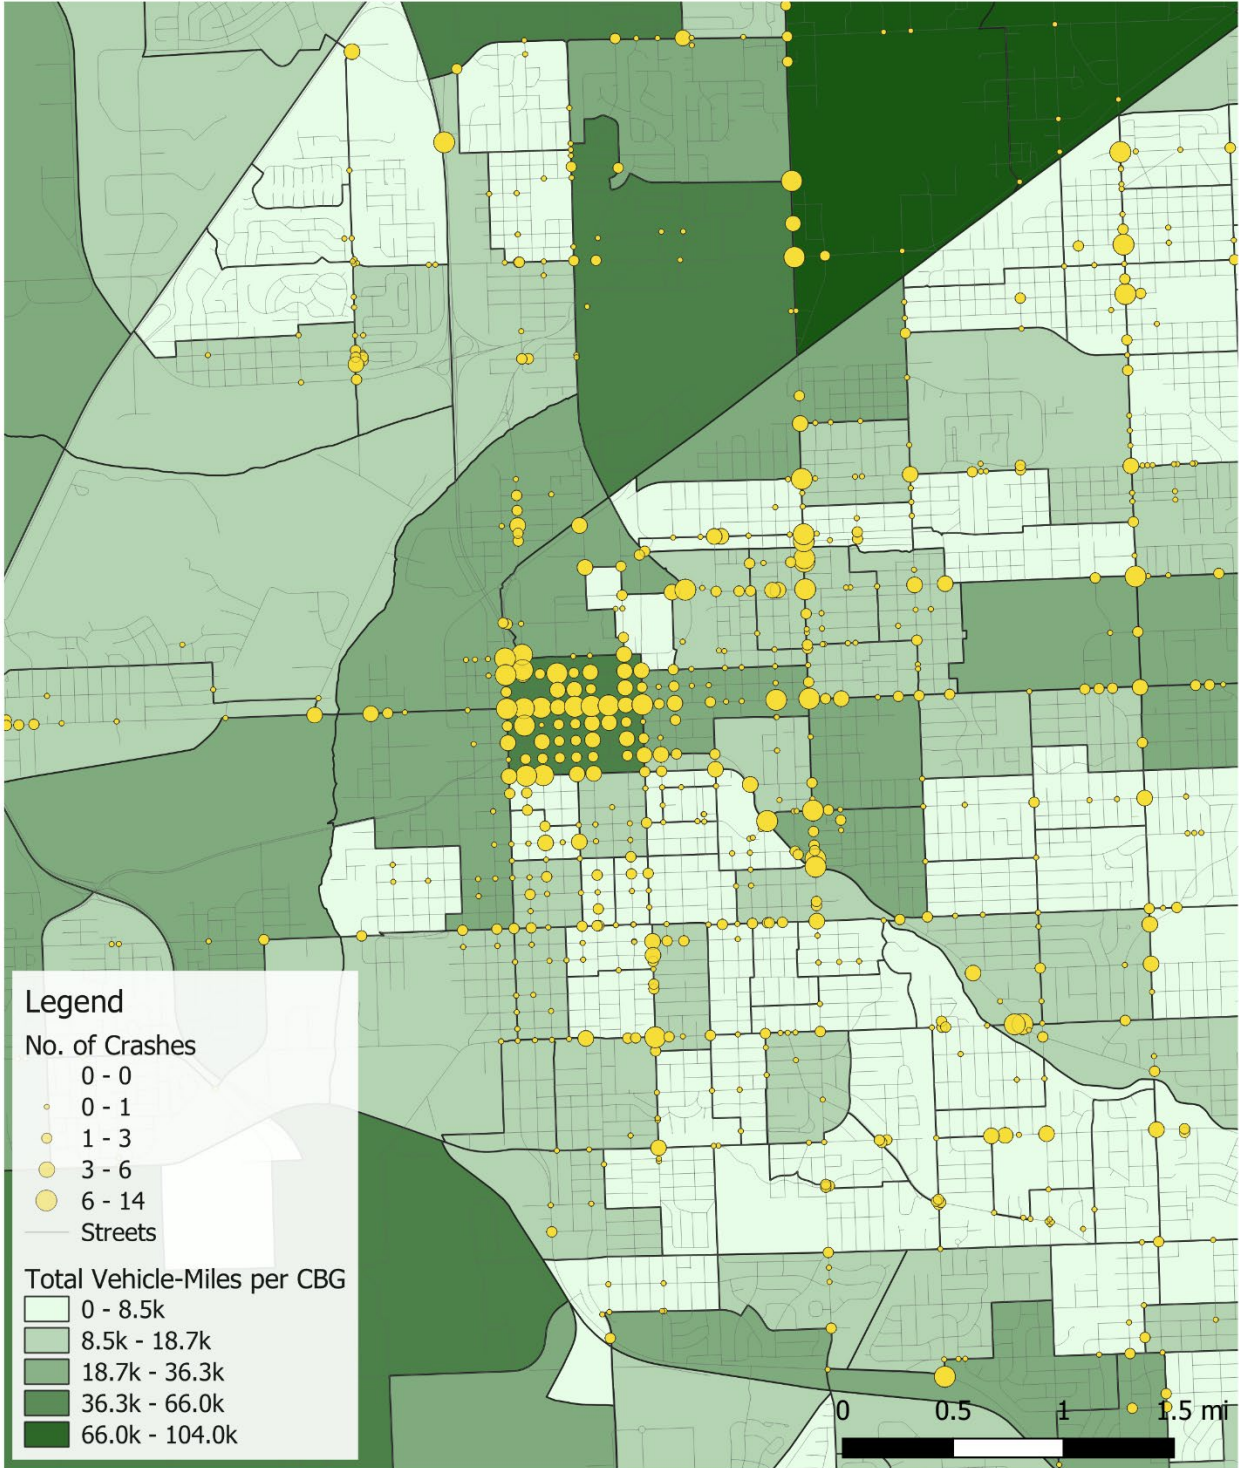 Legend
No. of Crashes
0 - 0
0 - 1
1 - 3
3 - 6
6 - 14
Streets
Total Vehicle-Miles per CBG
0 - 8.5k
8.5k - 18.7k
18.7k - 36.3k
36.3k - 66.0k
66.0k - 104.0k
0 0.5 1 1.5 mi